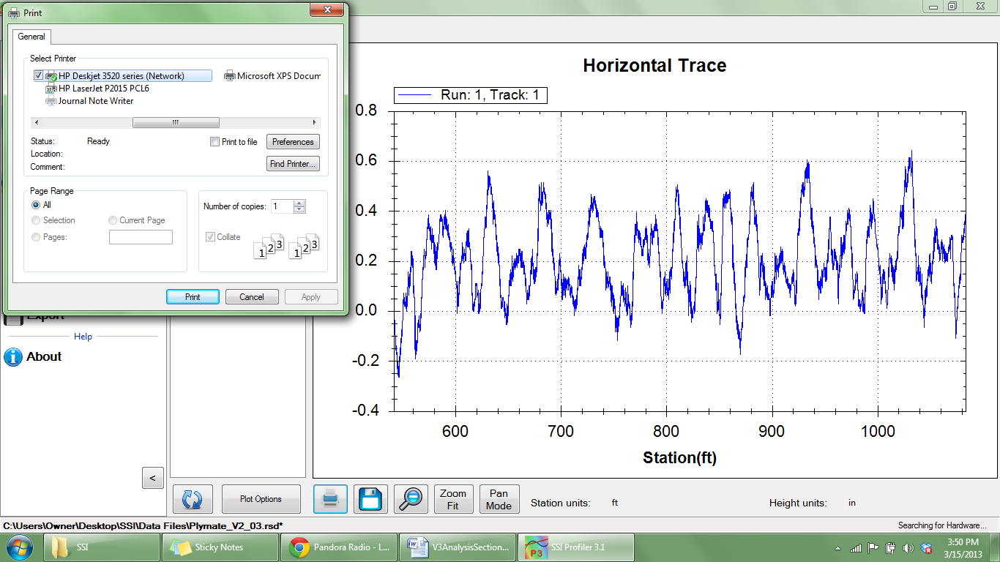 Print
General
Select Printer
HP Deskjet 3520 series (Network)
Microsoft XPS Docum
HP LaserJet P2015 PCL6
Journal Note Writer
Status: Ready
Print to file
Preferences
Location:
Find Printer...
Comment:
Page Range
All
Number of copies: 1
Selection
Current Page
Pages:
Collate
1 2 3 1 2 3
Print
Cancel
Apply
Horizontal Trace
Run: 1, Track: 1
0.8
0.6
0.4
0.2
0.0
-0.2
-0.4
600 700 800 900 1000
Station(ft)
Export
Help
About
<
Plot Options
Zoom
Fit
Pan
Mode
Station units: ft
Height units: in
C:\Users\Owner\Desktop\SSI\Data Files\Plymate_V2_03.rsd*
Searching for Hardware...
SSI
Sticky Notes
Pandora Radio - L...
V3AnalysisSection...
P3
SSI Profiler 3.1
3:50 PM
3/15/2013